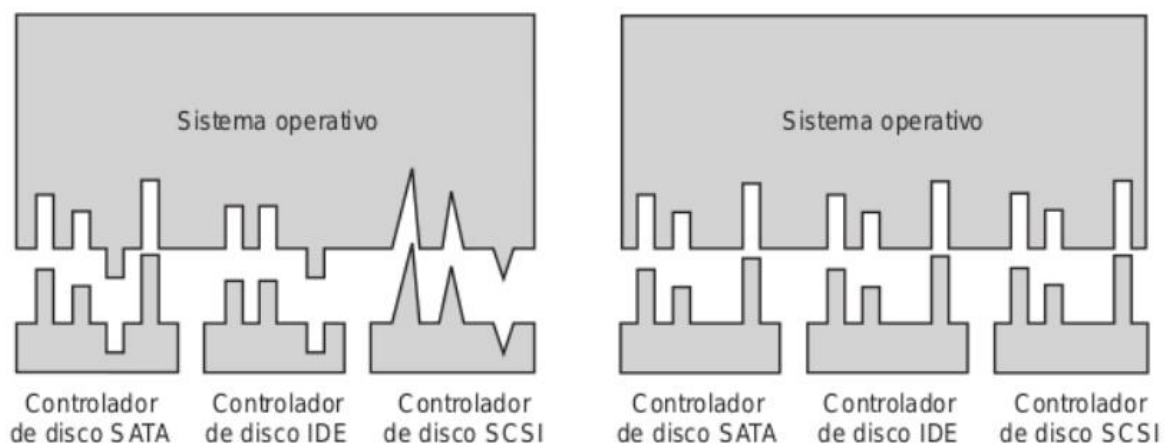 Sistema operativo
Sistema operativo
Controlador
de disco SATA
Controlador
de disco IDE
Controlador
de disco SCSI
Controlador
de disco SATA
Controlador
de disco IDE
Controlador
de disco SCSI